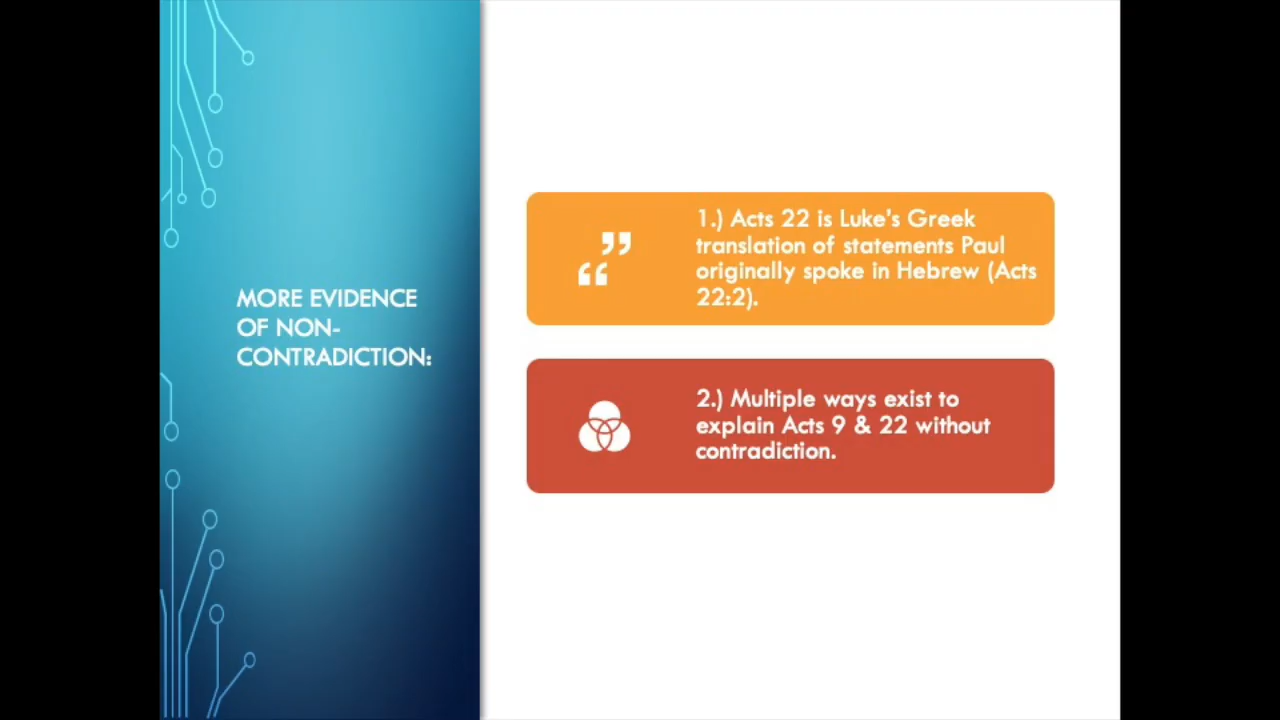 MORE EVIDENCE
OF NON-
CONTRADICTION:
1.) Acts 22 is Luke's Greek
translation of statements Paul
originally spoke in Hebrew (Acts
22:2).
2.) Multiple ways exist to
explain Acts 9 & 22 without
contradiction.